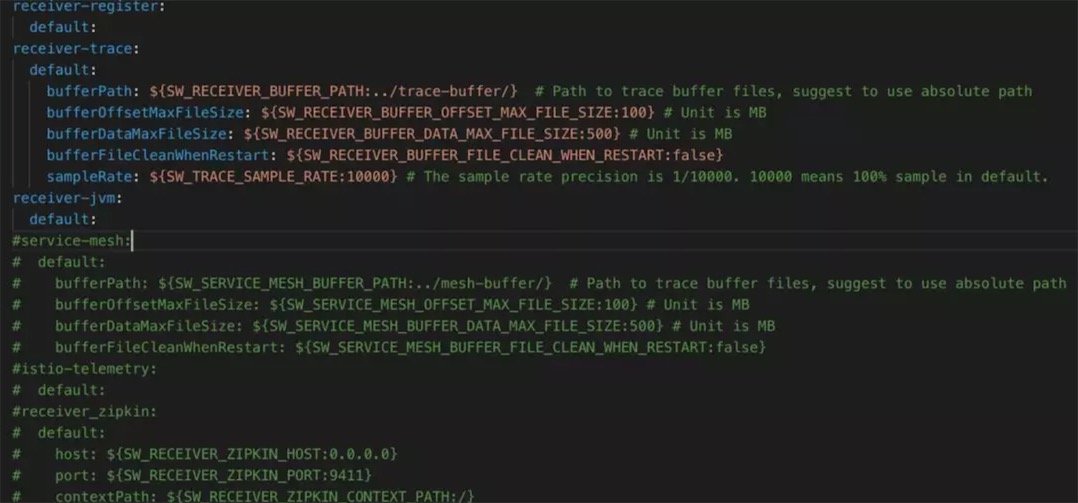 receiver-register:
  default:
receiver-trace:
  default:
    bufferPath: ${SW_RECEIVER_BUFFER_PATH:../trace-buffer/}  # Path to trace buffer files, suggest to use absolute path
    bufferOffsetMaxFileSize: ${SW_RECEIVER_BUFFER_OFFSET_MAX_FILE_SIZE:100} # Unit is MB
    bufferDataMaxFileSize: ${SW_RECEIVER_BUFFER_DATA_MAX_FILE_SIZE:500} # Unit is MB
    bufferFileCleanWhenRestart: ${SW_RECEIVER_BUFFER_FILE_CLEAN_WHEN_RESTART:false}
    sampleRate: ${SW_TRACE_SAMPLE_RATE:10000} # The sample rate precision is 1/10000. 10000 means 100% sample in default.
receiver-jvm:
  default:
#service-mesh:
#  default:
#    bufferPath: ${SW_SERVICE_MESH_BUFFER_PATH:../mesh-buffer/}  # Path to trace buffer files, suggest to use absolute path
#    bufferOffsetMaxFileSize: ${SW_SERVICE_MESH_OFFSET_MAX_FILE_SIZE:100} # Unit is MB
#    bufferDataMaxFileSize: ${SW_SERVICE_MESH_BUFFER_DATA_MAX_FILE_SIZE:500} # Unit is MB
#    bufferFileCleanWhenRestart: ${SW_SERVICE_MESH_BUFFER_FILE_CLEAN_WHEN_RESTART:false}
#istio-telemetry:
#  default:
#receiver_zipkin:
#  default:
#    host: ${SW_RECEIVER_ZIPKIN_HOST:0.0.0.0}
#    port: ${SW_RECEIVER_ZIPKIN_PORT:9411}
#    contextPath: ${SW_RECEIVER_ZIPKIN_CONTEXT_PATH:/}